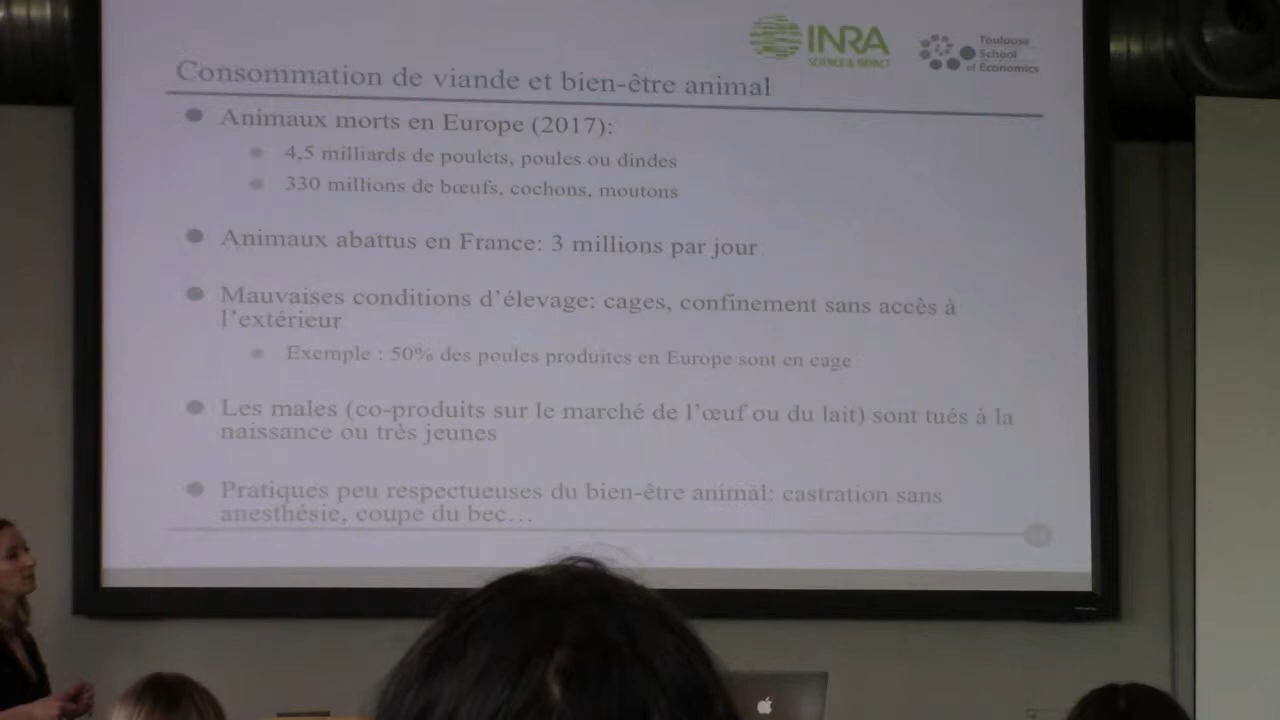 INRA
SCIENCE & IMPACT
Toulouse
School
of Economics
Consommation de viande et bien-être animal
Animaux morts en Europe (2017):
4,5 milliards de poulets, poules ou dindes
330 millions de bœufs, cochons, moutons
Animaux abattus en France: 3 millions par jour
Mauvaises conditions d'élevage: cages, confinement sans accès à
l'extérieur
Exemple : 50% des poules produites en Europe sont en cage
Les males (co-produits sur le marché de l'œuf ou du lait) sont tués à la
naissance ou très jeunes
Pratiques peu respectueuses du bien-être animal: castration sans
anesthésie, coupe du bec…